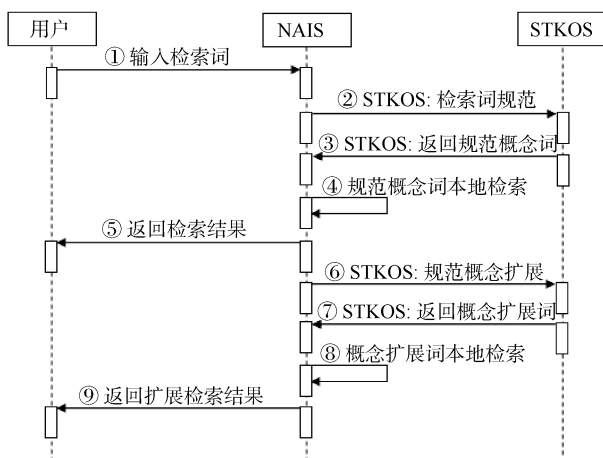 用户
NAIS
STKOS
① 输入检索词
② STKOS: 检索词规范
③ STKOS: 返回规范概念词
④ 规范概念词本地检索
⑤ 返回检索结果
⑥ STKOS: 规范概念扩展
⑦ STKOS: 返回概念扩展词
⑧ 概念扩展词本地检索
⑨ 返回扩展检索结果